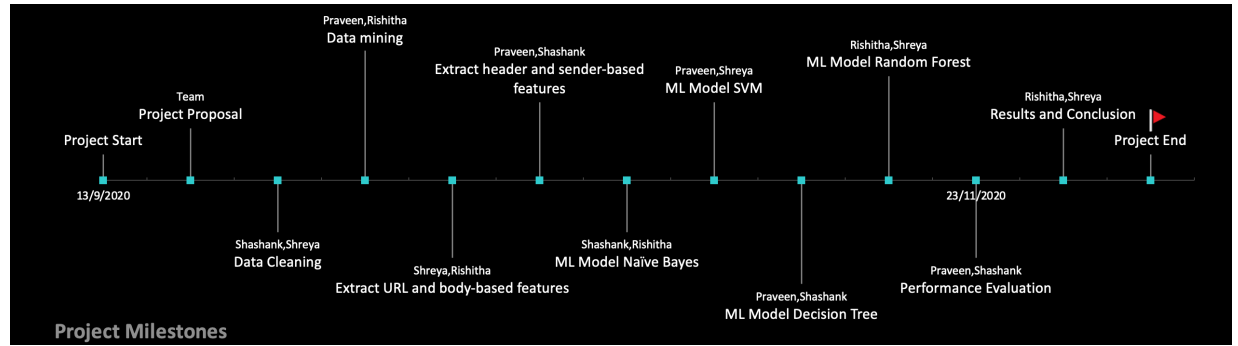 Project Start
13/9/2020
Team
Project Proposal
Shashank,Shreya
Data Cleaning
Praveen,Rishitha
Data mining
Shreya,Rishitha
Extract URL and body-based features
Praveen,Shashank
Extract header and sender-based
features
Shashank,Rishitha
ML Model Naïve Bayes
Praveen,Shreya
ML Model SVM
Praveen,Shashank
ML Model Decision Tree
Rishitha,Shreya
ML Model Random Forest
23/11/2020
Praveen,Shashank
Performance Evaluation
Rishitha,Shreya
Results and Conclusion
Project End
Project Milestones